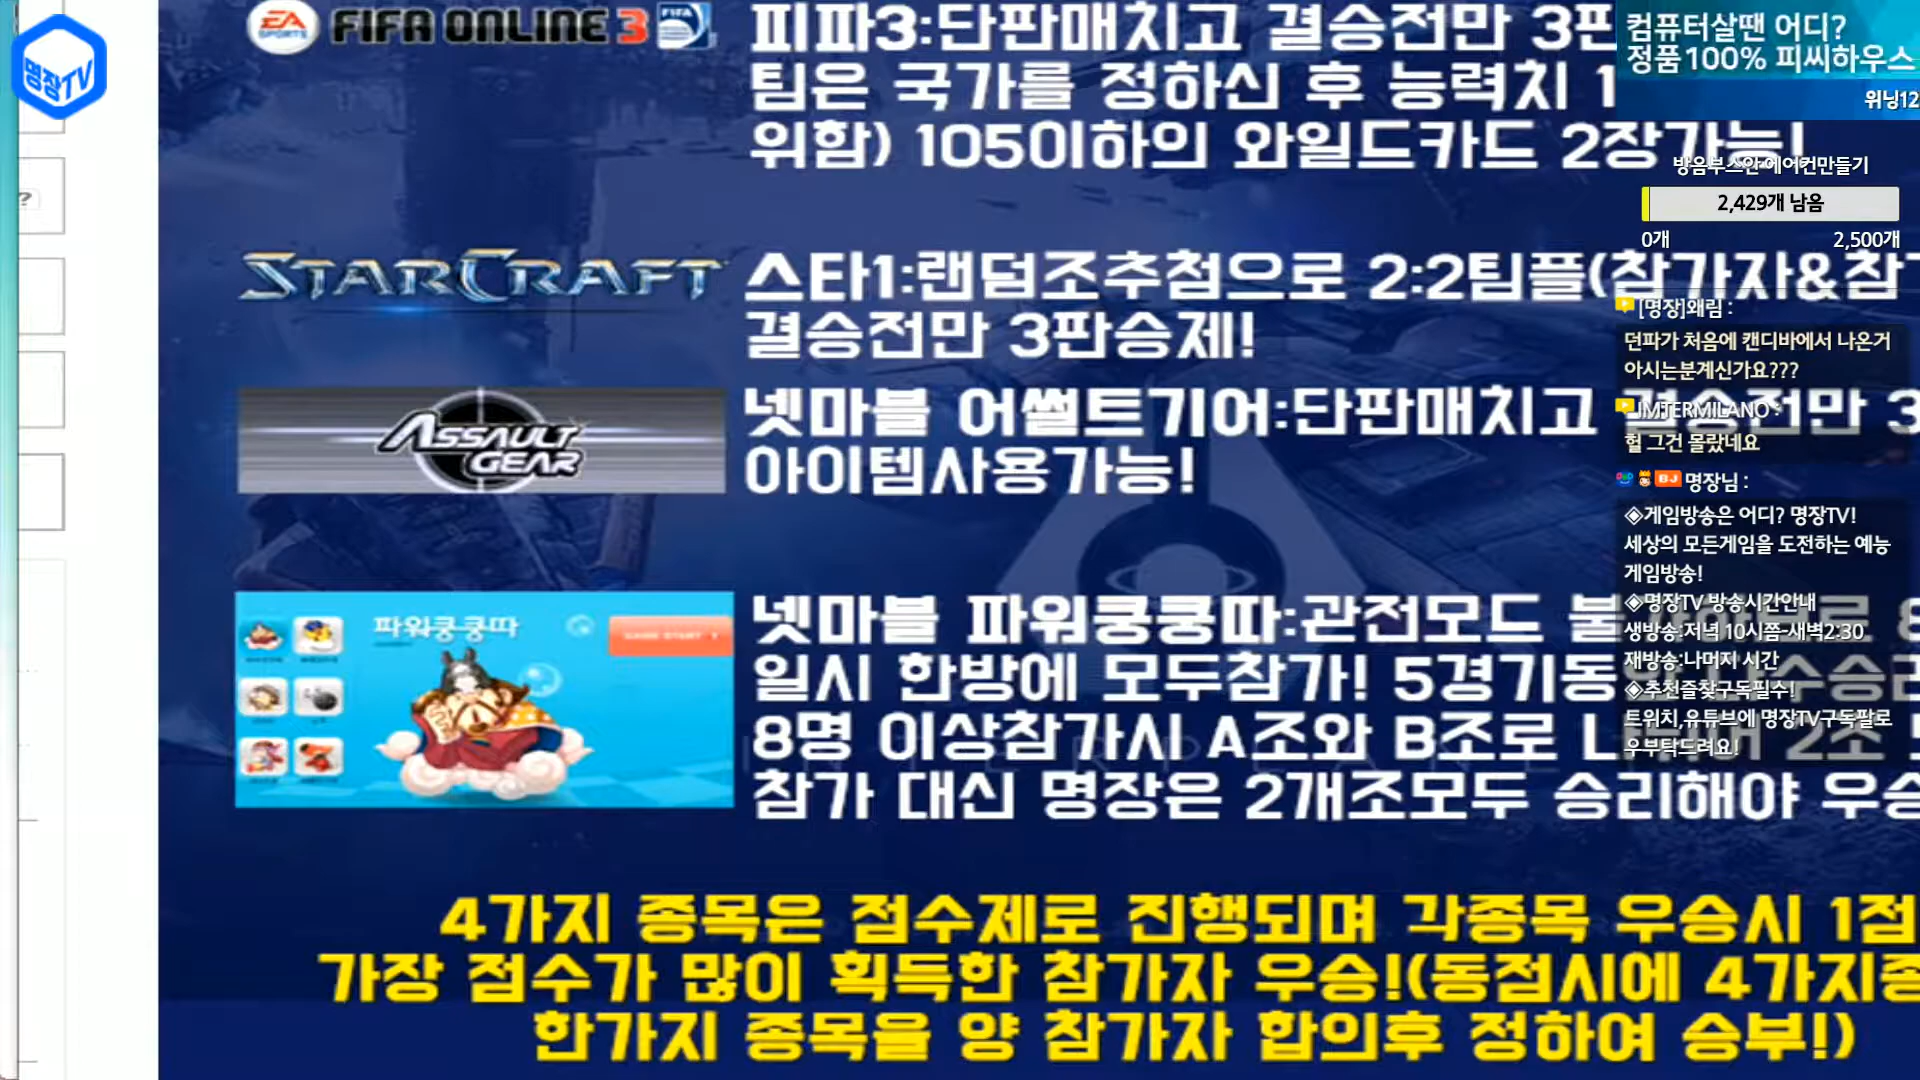 명장TV
EA SPORTS
FIFA ONLINE 3
FIFA
피파3:단판매치고 결승전만 3판
팀은 국가를 정하신 후 능력치 1
위함) 105이하의 와일드카드 2장가능!
STARCRAFT
스타1:랜덤조추첨으로 2:2팀플(참가자&참가
결승전만 3판승제!
ASSAULT GEAR
넷마블 어썰트기어:단판매치고 결승전만 3
아이템사용가능!
파워쿵쿵따
GAME START
넷마블 파워쿵쿵따:관전모드 불
일시 한방에 모두참가! 5경기동
8명 이상참가시 A조와 B조로 나
참가 대신 명장은 2개조모두 승리해야 우승
4가지 종목은 점수제로 진행되며 각종목 우승시 1점
가장 점수가 많이 획득한 참가자 우승!(동점시에 4가지종
한가지 종목을 양 참가자 합의후 정하여 승부!)
컴퓨터살땐 어디?
정품100% 피씨하우스
위닝12
방음부스안에어컨만들기
2,429개 남음
0개 2,500개
[명장]왜림 :
던파가 처음에 캔디바에서 나온거
아시는분계신가요???
IMTERMILANO :
헐 그건 몰랐네요
BJ 명장님 :
◈게임방송은 어디? 명장TV!
세상의 모든게임을 도전하는 예능
게임방송!
◈명장TV 방송시간안내
생방송:저녁 10시쯤-새벽2:30
재방송:나머지 시간
◈추천즐찾구독필수!
트위치,유튜브에 명장TV구독팔로
우부탁드려요!